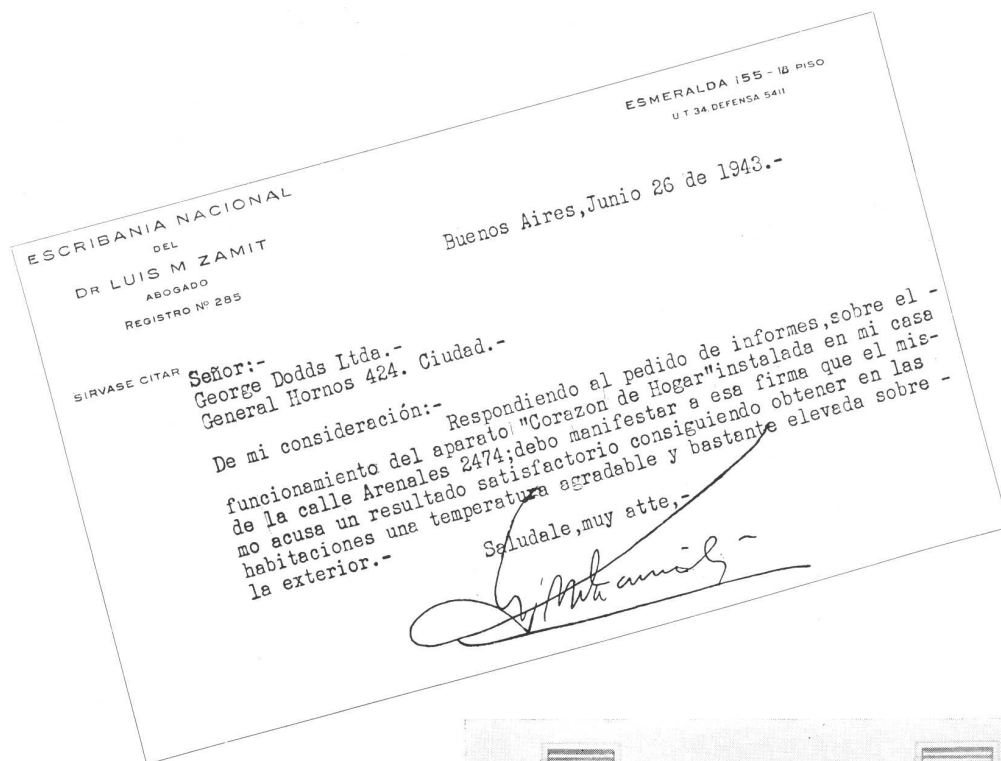 ESMERALDA 155 - 18 PISO
U T 34. DEFENSA 5411
ESCRIBANIA NACIONAL
DEL
DR LUIS M ZAMIT
ABOGADO
REGISTRO Nº 285
Buenos Aires,Junio 26 de 1943.-
SIRVASE CITAR
Señor:-
George Dodds Ltda.-
General Hornos 424. Ciudad.-
De mi consideración:-
Respondiendo al pedido de informes,sobre el -
funcionamiento del aparato "Corazon de Hogar"instalada en mi casa
de la calle Arenales 2474;debo manifestar a esa firma que el mis-
mo acusa un resultado satisfactorio consiguiendo obtener en las
habitaciones una temperatura agradable y bastante elevada sobre -
la exterior.-
Saludale,muy atte,-